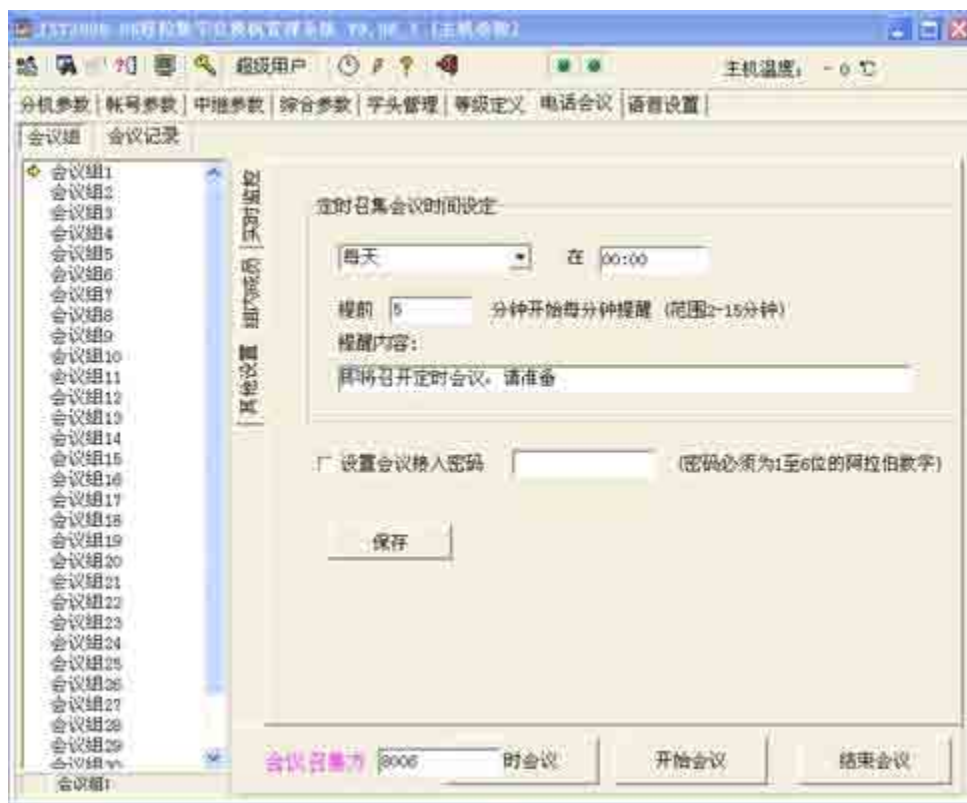 超级用户 主机温度: - 0 ℃
分机参数 帐号参数 中继参数 综合参数 字头管理 等级定义 电话会议 语音设置
会议组 会议记录
会议组1
会议组2
会议组3
会议组4
会议组5
会议组6
会议组7
会议组8
会议组9
会议组10
会议组11
会议组12
会议组13
会议组14
会议组15
会议组16
会议组17
会议组18
会议组19
会议组20
会议组21
会议组22
会议组23
会议组24
会议组25
会议组26
会议组27
会议组28
会议组29
会议组30
会议组1
实时监控
组内成员
其他设置
定时召集会议时间设定
每天 在 00:00
提前 5 分钟开始每分钟提醒 (范围2-15分钟)
提醒内容:
即将召开定时会议，请准备
设置会议接入密码 (密码必须为1至6位的阿拉伯数字)
保存
会议召集方 8006 时会议 开始会议 结束会议